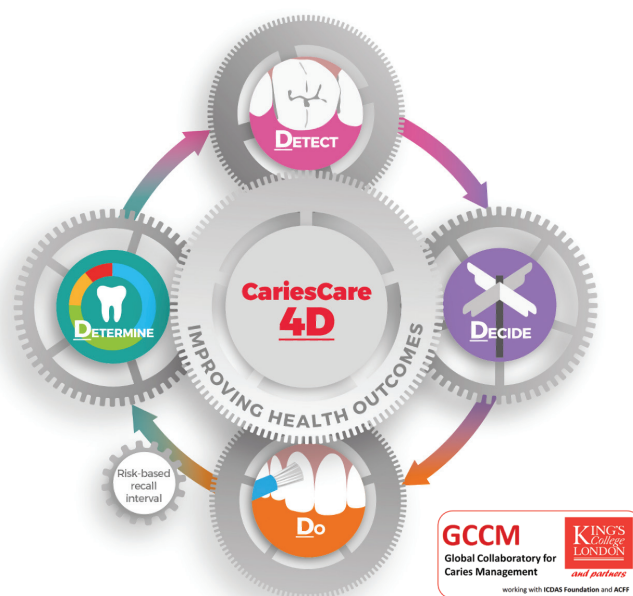 DETECT
CariesCare
4D
IMPROVING HEALTH OUTCOMES
DETERMINE
DECIDE
Risk-based
recall
interval
DO
GCCM
Global Collaboratory for
Caries Management
KING'S
College
LONDON
and partners
working with ICDAS Foundation and ACFF